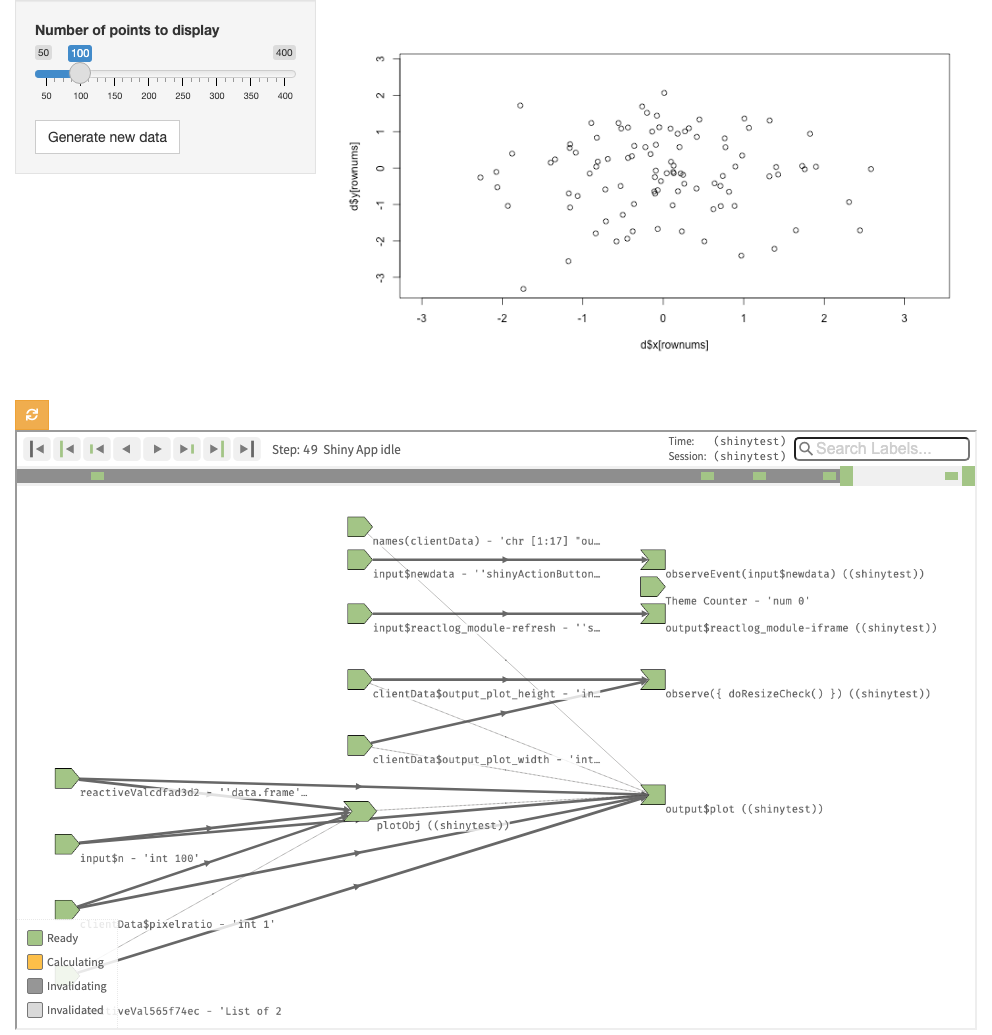 Number of points to display
50 100 400
50 100 150 200 250 300 350 400
Generate new data
d$y[rownums]
3
2
1
0
-1
-2
-3
-3 -2 -1 0 1 2 3
d$x[rownums]
Step: 49 Shiny App idle
Time: (shinytest)
Session: (shinytest)
Search Labels...
names(clientData) - 'chr [1:17] "ou…
input$newdata - ''shinyActionButton…
observeEvent(input$newdata) ((shinytest))
Theme Counter - 'num 0'
input$reactlog_module-refresh - ''s…
output$reactlog_module-iframe ((shinytest))
clientData$output_plot_height - 'in…
observe({ doResizeCheck() }) ((shinytest))
clientData$output_plot_width - 'int…
reactiveValcdfad3d2 - ''data.frame'…
output$plot ((shinytest))
plotObj ((shinytest))
input$n - 'int 100'
clientData$pixelratio - 'int 1'
Ready
Calculating
Invalidating
Invalidated
tiveVal565f74ec - 'List of 2